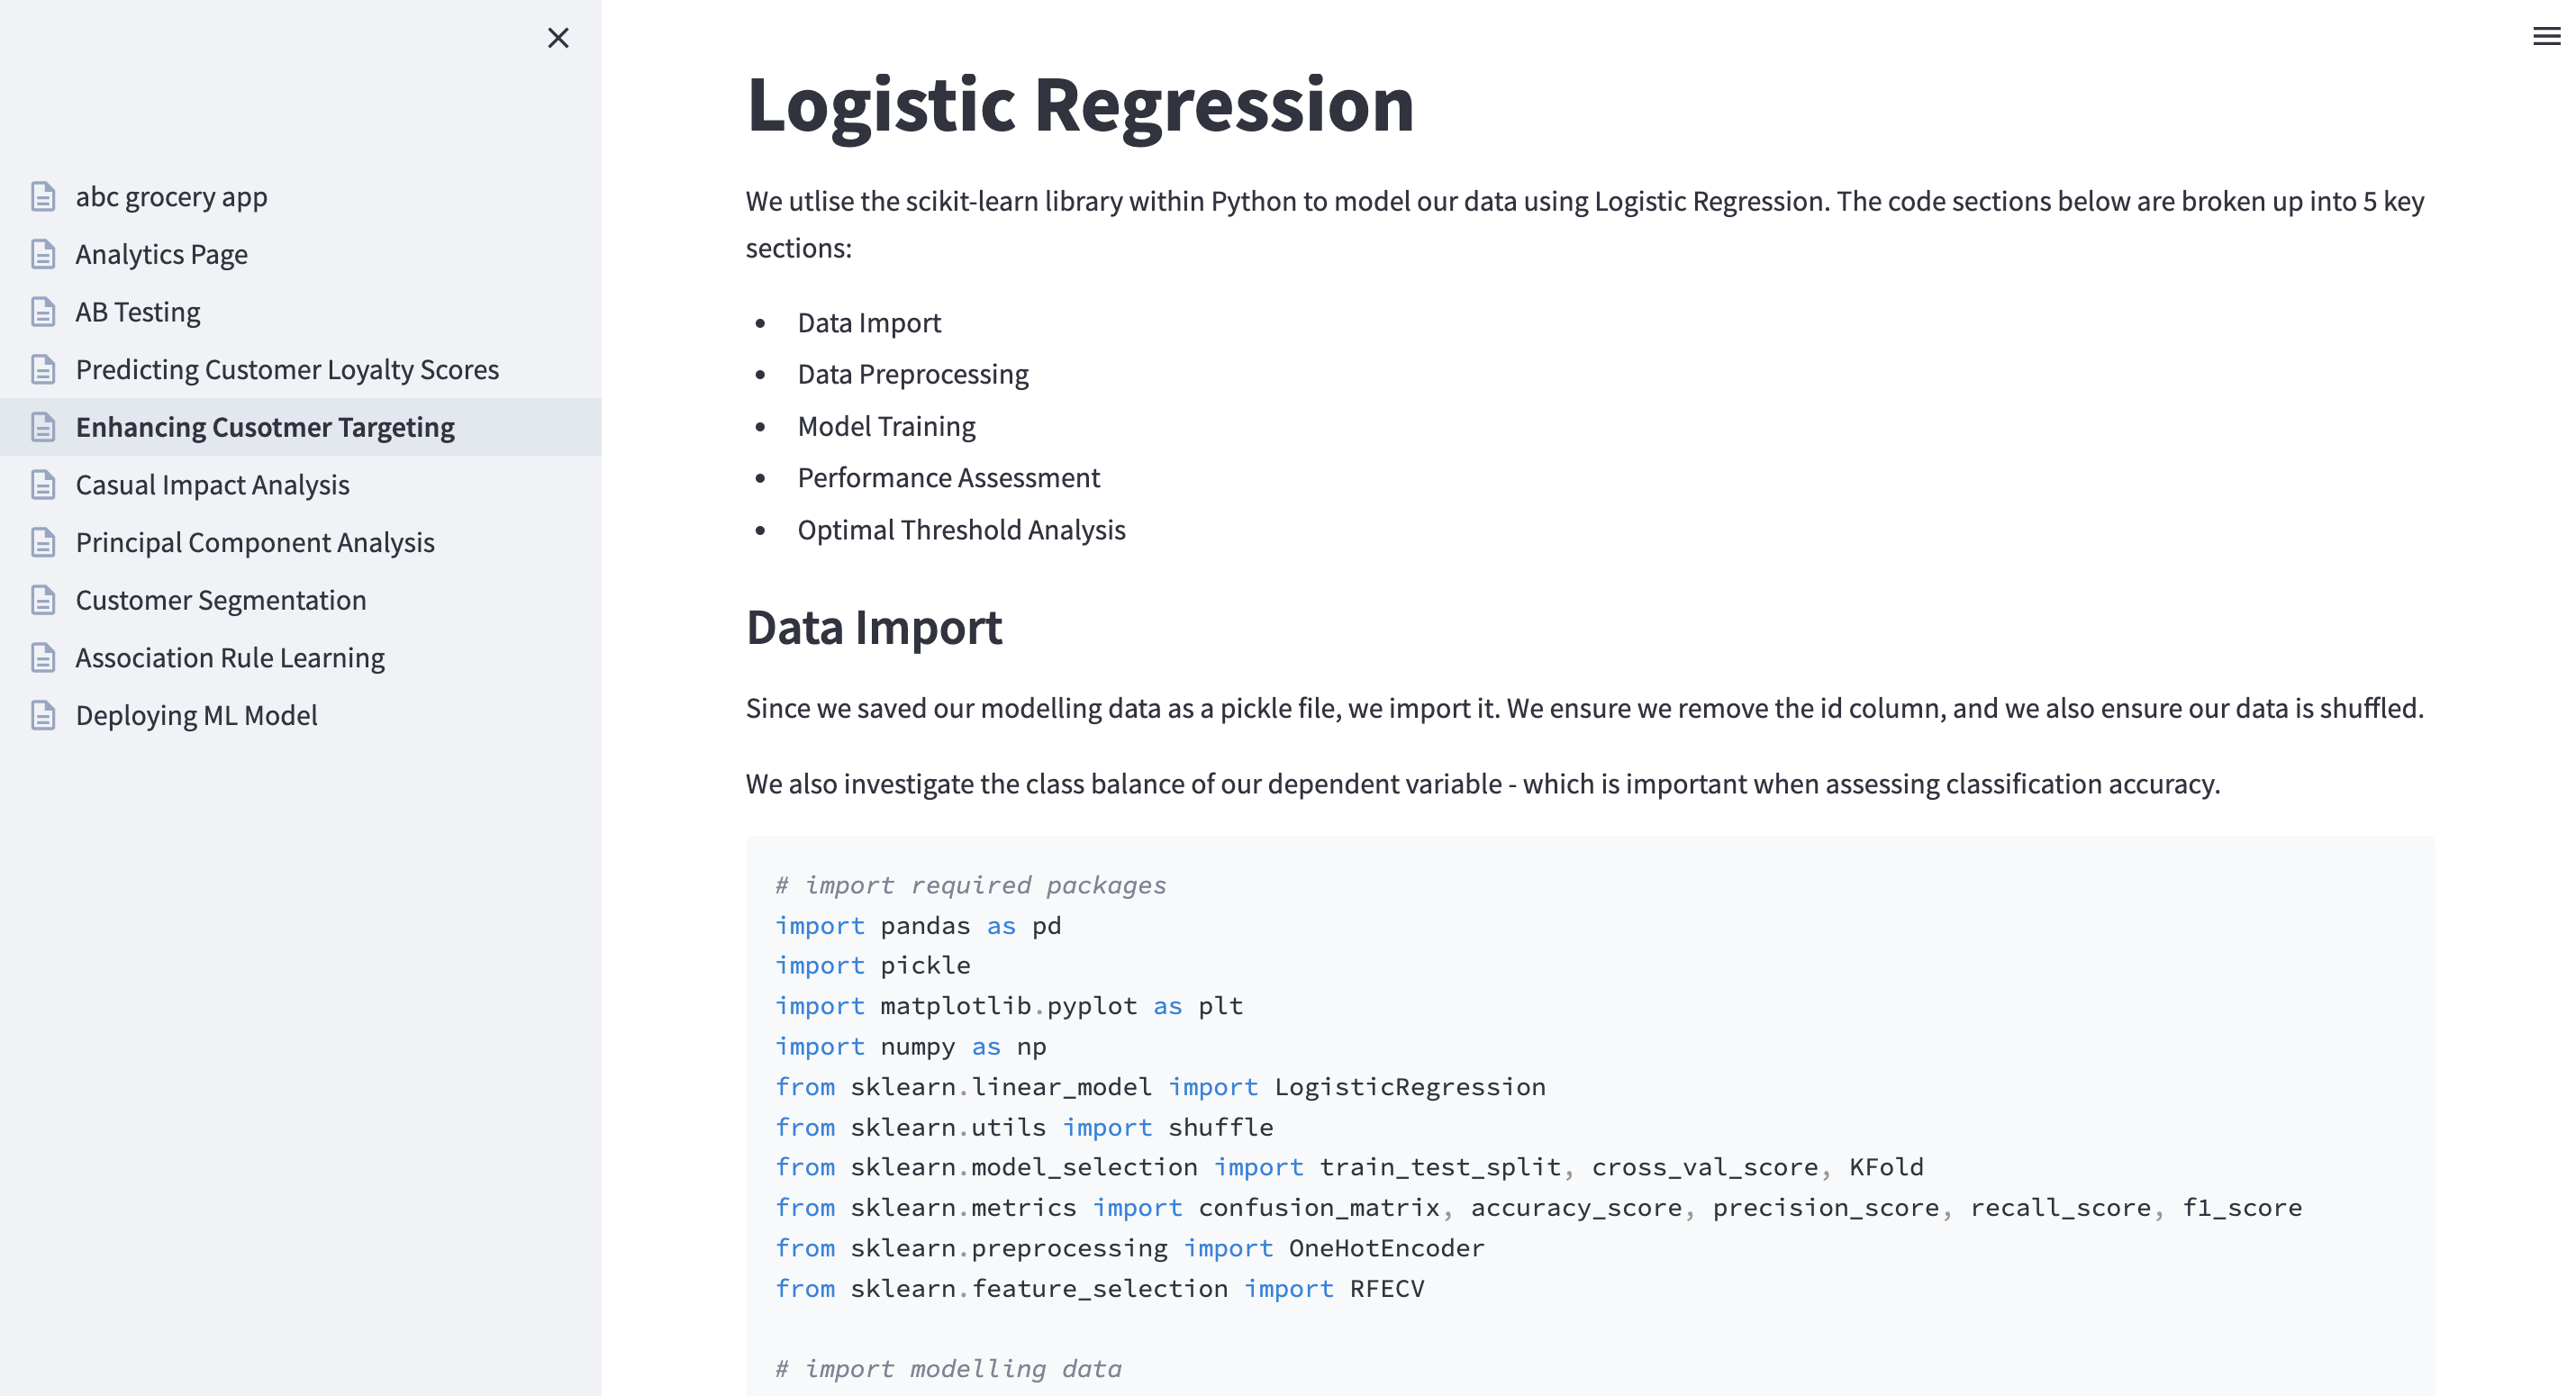 abc grocery app
Analytics Page
AB Testing
Predicting Customer Loyalty Scores
Enhancing Cusotmer Targeting
Casual Impact Analysis
Principal Component Analysis
Customer Segmentation
Association Rule Learning
Deploying ML Model
Logistic Regression
We utlise the scikit-learn library within Python to model our data using Logistic Regression. The code sections below are broken up into 5 key
sections:
• Data Import
• Data Preprocessing
• Model Training
• Performance Assessment
• Optimal Threshold Analysis
Data Import
Since we saved our modelling data as a pickle file, we import it. We ensure we remove the id column, and we also ensure our data is shuffled.
We also investigate the class balance of our dependent variable - which is important when assessing classification accuracy.
# import required packages
import pandas as pd
import pickle
import matplotlib.pyplot as plt
import numpy as np
from sklearn.linear_model import LogisticRegression
from sklearn.utils import shuffle
from sklearn.model_selection import train_test_split, cross_val_score, KFold
from sklearn.metrics import confusion_matrix, accuracy_score, precision_score, recall_score, f1_score
from sklearn.preprocessing import OneHotEncoder
from sklearn.feature_selection import RFECV
# import modelling data